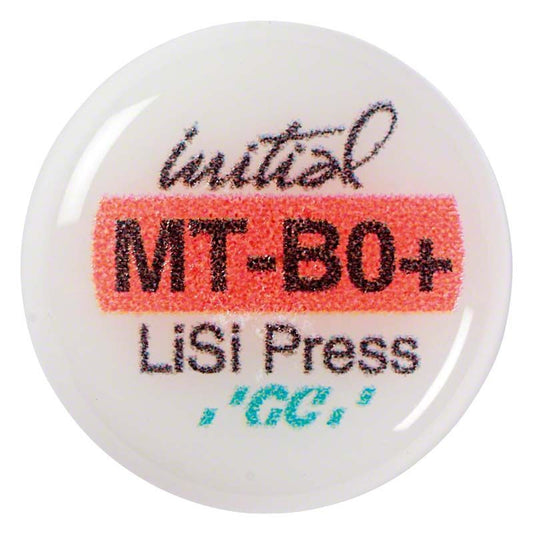 initial
MT-B0+
LiSi Press
,'GC,'